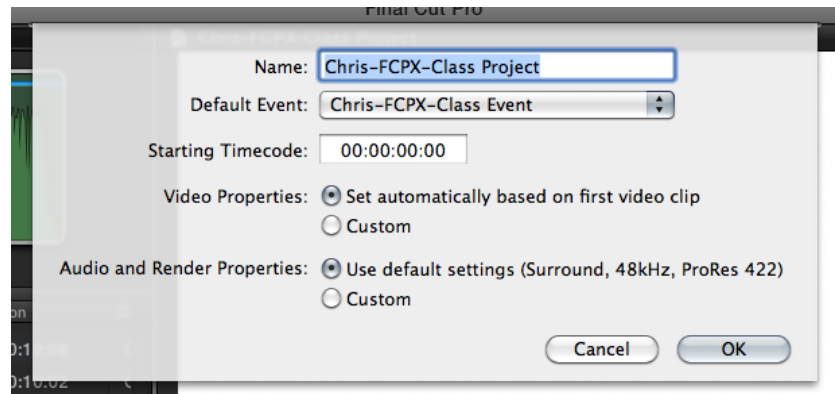 Final Cut Pro
Name: Chris-FCPX-Class Project
Default Event: Chris-FCPX-Class Event
Starting Timecode: 00:00:00:00
Video Properties: Set automatically based on first video clip
Custom
Audio and Render Properties: Use default settings (Surround, 48kHz, ProRes 422)
Custom
Cancel OK